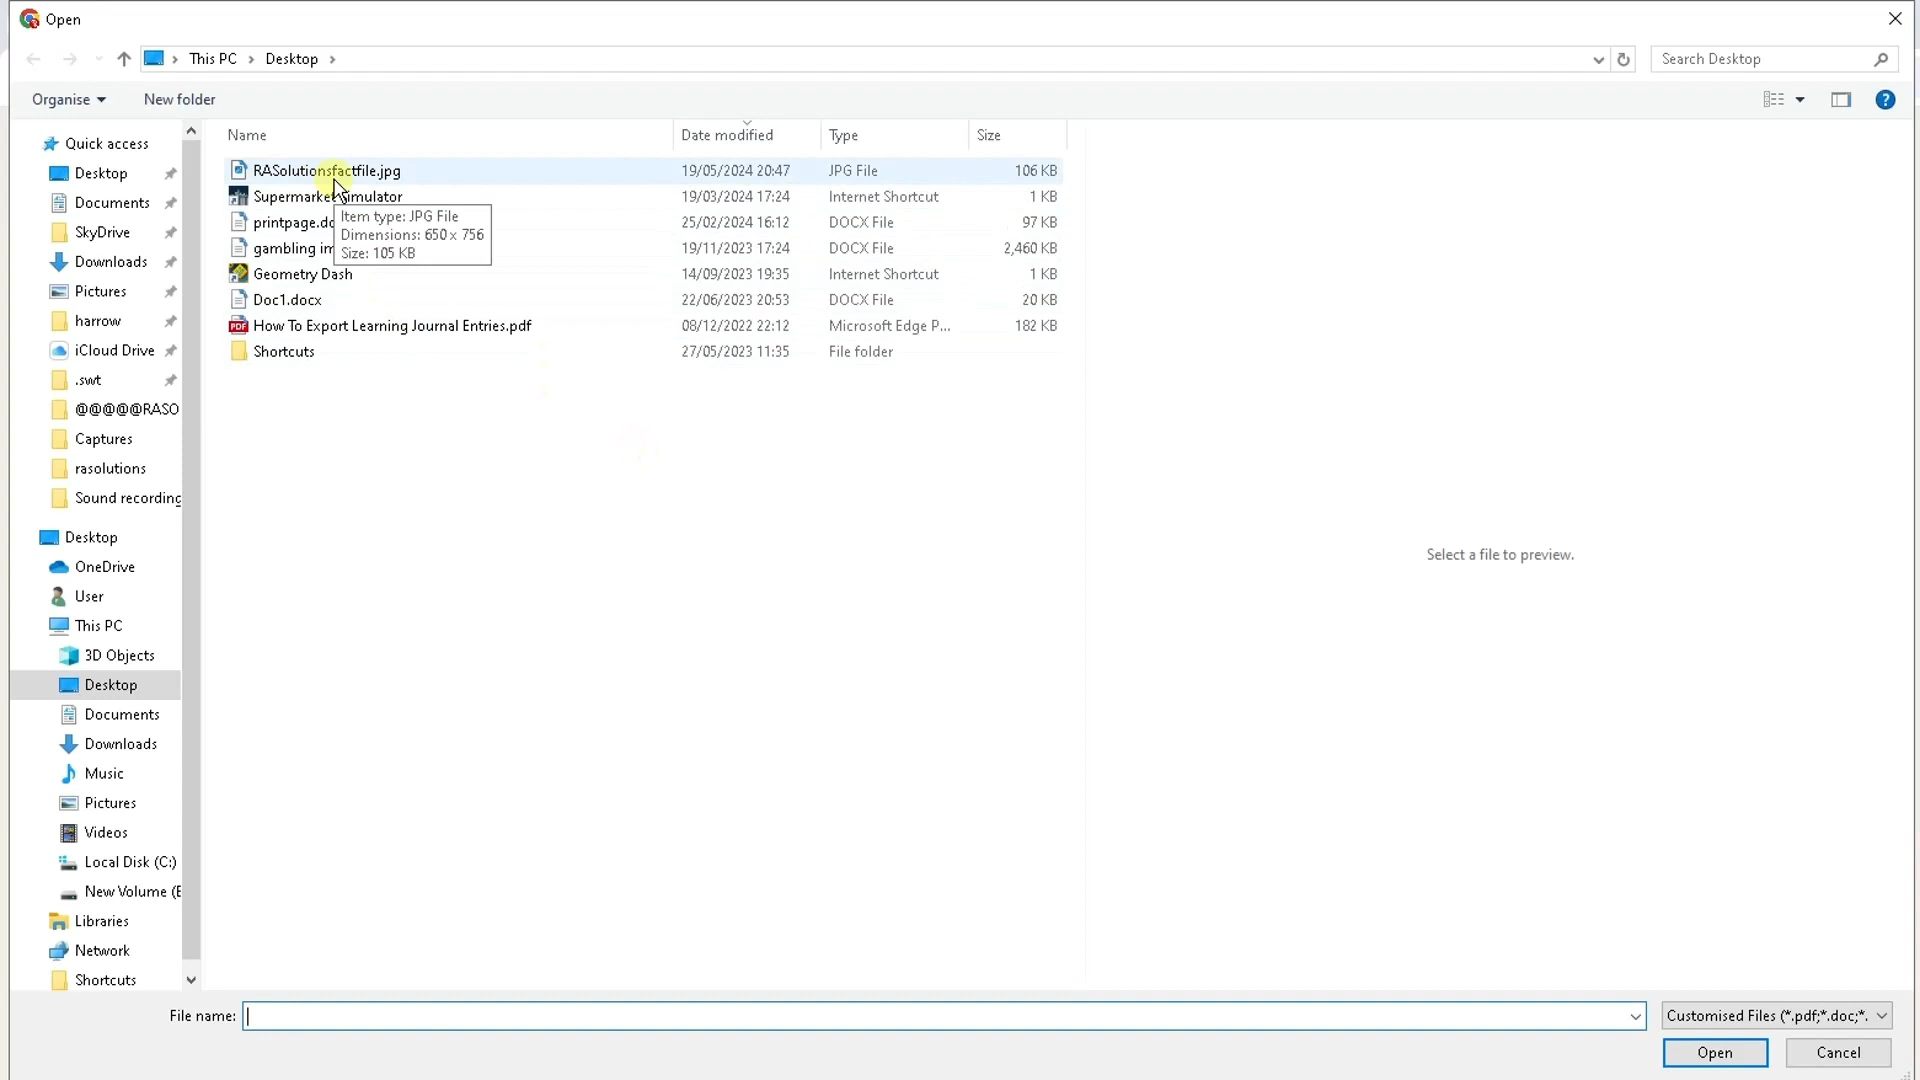 Open
This PC > Desktop >
Search Desktop
Organise
New folder
Name
Date modified
Type
Size
Quick access
Desktop
Documents
SkyDrive
Downloads
Pictures
harrow
iCloud Drive
.swt
@@@@@RASO
Captures
rasolutions
Sound recording
Desktop
OneDrive
User
This PC
3D Objects
Desktop
Documents
Downloads
Music
Pictures
Videos
Local Disk (C:)
New Volume (E
Libraries
Network
Shortcuts
RASolutionsfactfile.jpg 19/05/2024 20:47 JPG File 106 KB
Supermarket Simulator 19/03/2024 17:24 Internet Shortcut 1 KB
printpage.do 25/02/2024 16:12 DOCX File 97 KB
gambling im 19/11/2023 17:24 DOCX File 2,460 KB
Geometry Dash 14/09/2023 19:35 Internet Shortcut 1 KB
Doc1.docx 22/06/2023 20:53 DOCX File 20 KB
How To Export Learning Journal Entries.pdf 08/12/2022 22:12 Microsoft Edge P... 182 KB
Shortcuts 27/05/2023 11:35 File folder
Item type: JPG File
Dimensions: 650 x 756
Size: 105 KB
Select a file to preview.
File name:
Customised Files (*.pdf;*.doc;*.
Open
Cancel